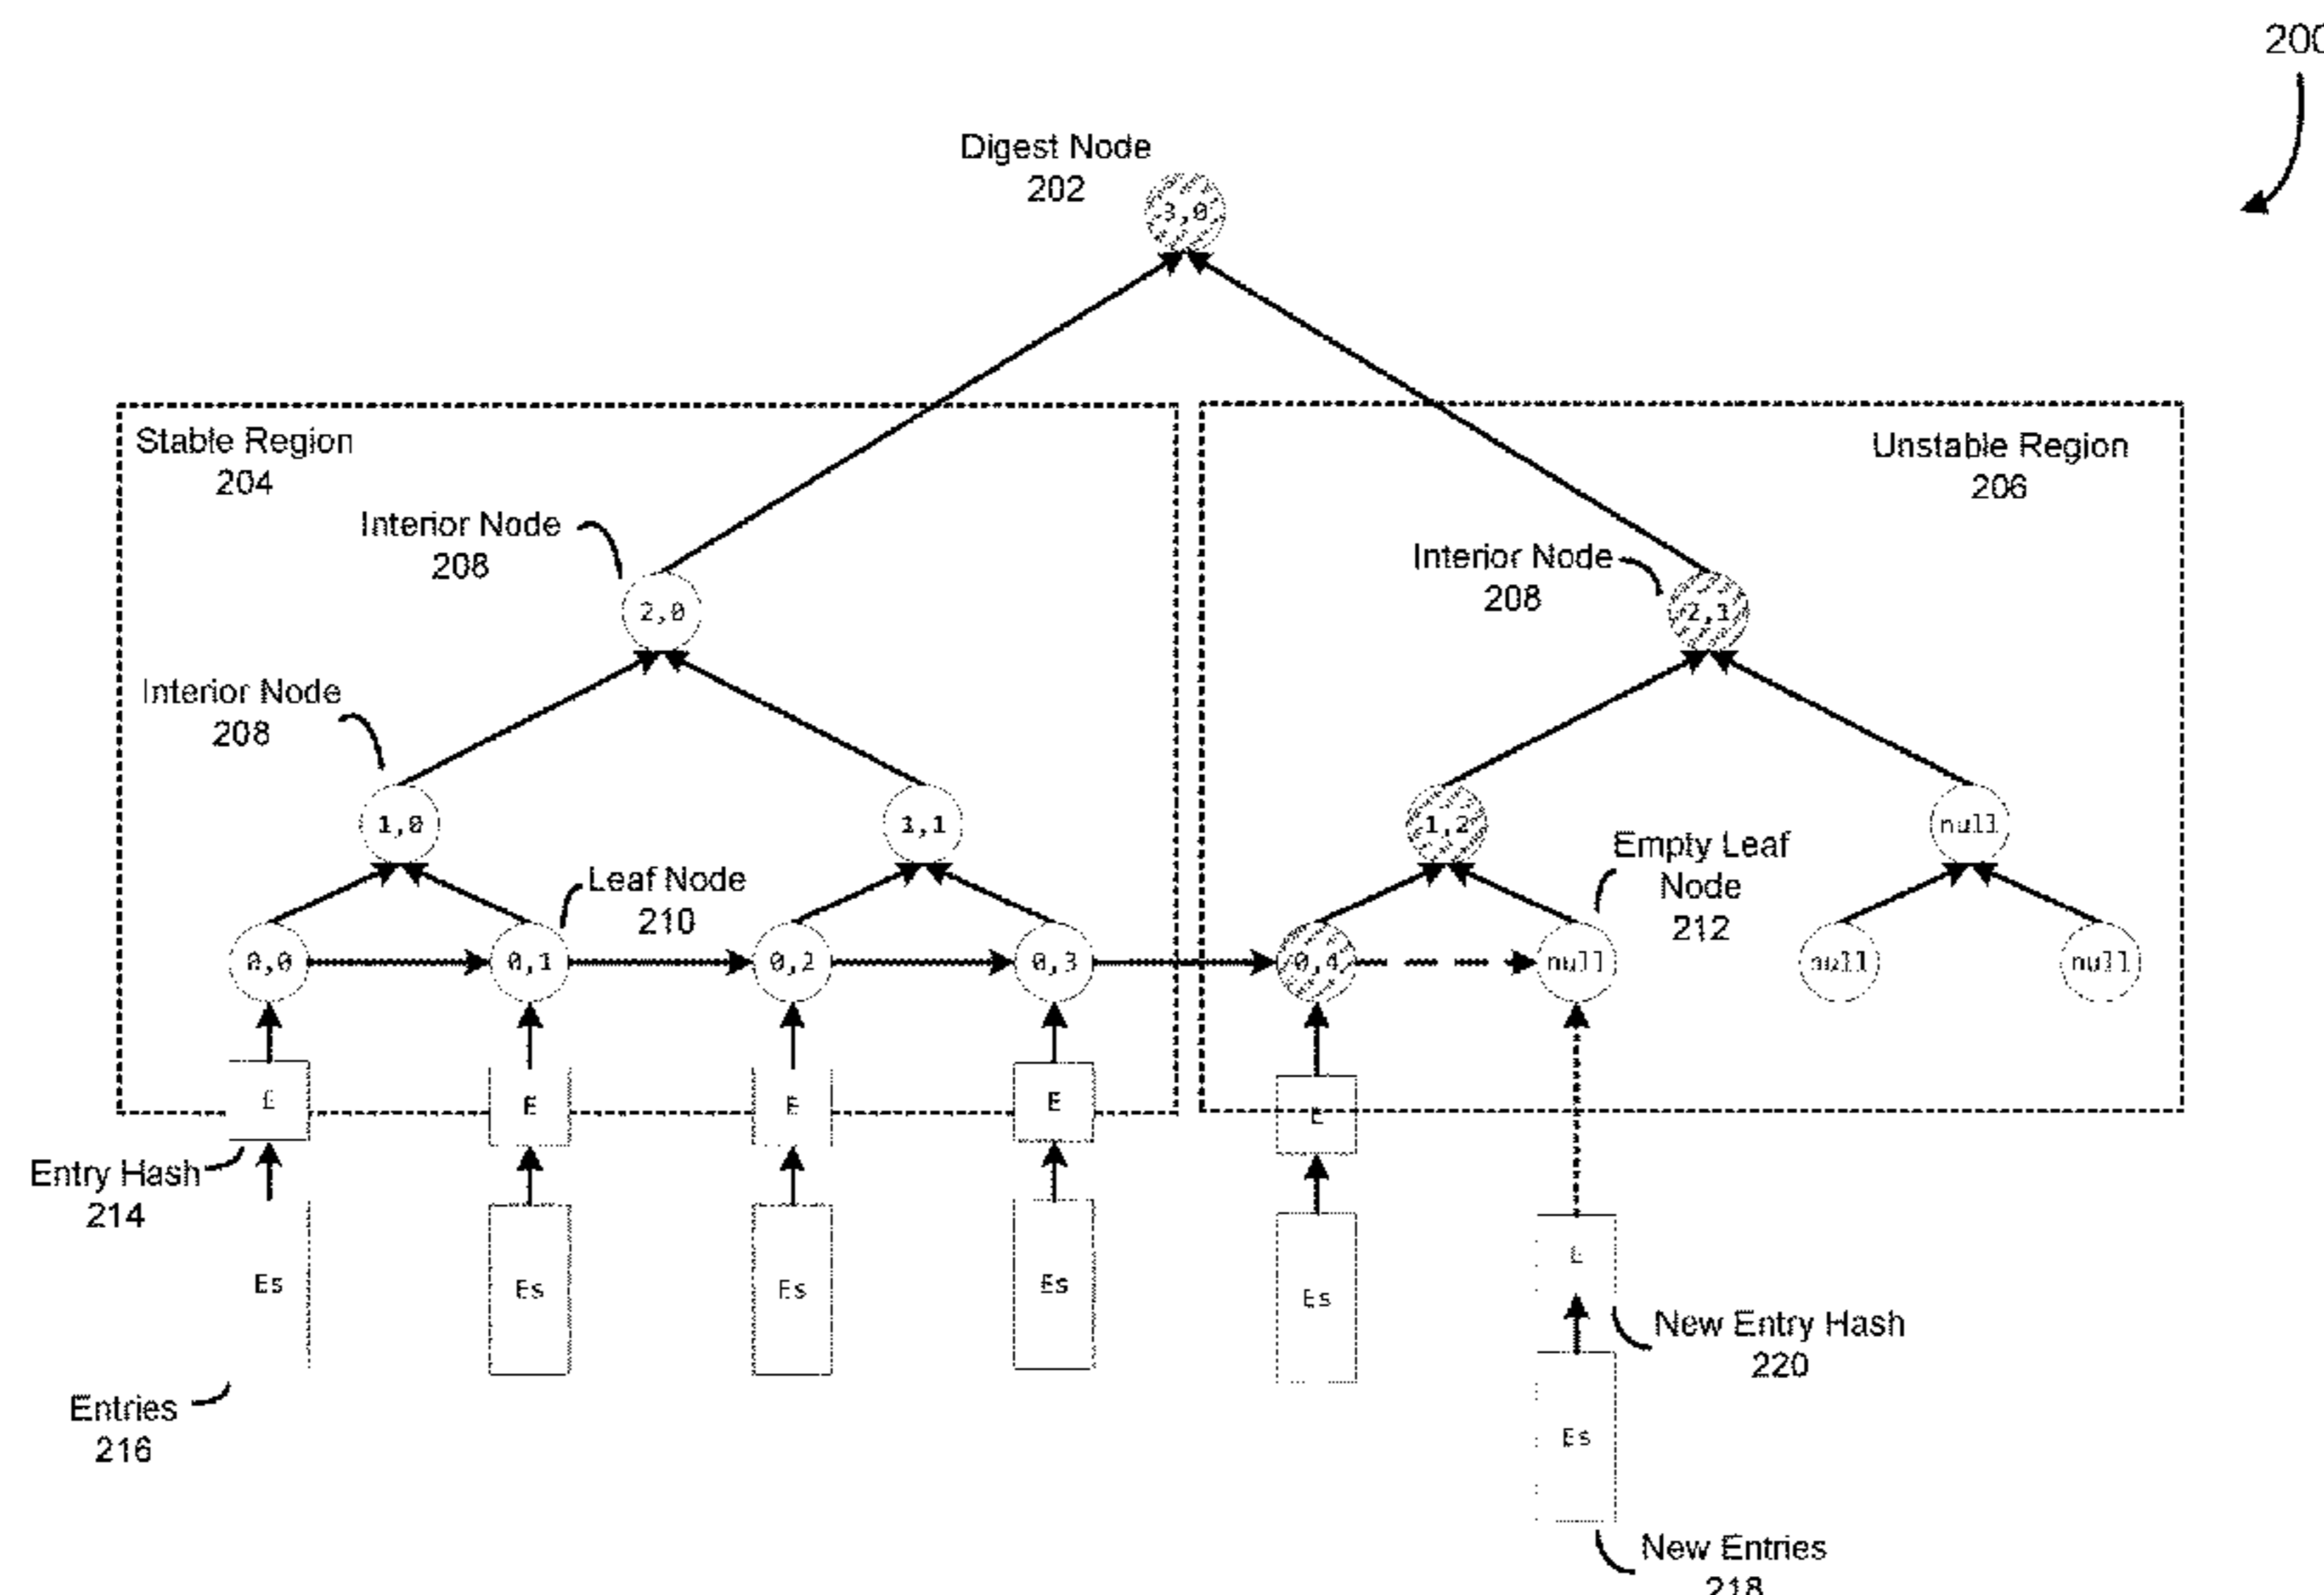 200
Digest Node
202
3,0
Stable Region
204
Unstable Region
206
Interior Node
208
Interior Node
208
2,0
2,1
Interior Node
208
1,0
1,1
1,2
null
Leaf Node
210
Empty Leaf
Node
212
0,0
0,1
0,2
0,3
0,4
null
null
null
E
E
E
E
E
Entry Hash
214
Es
Es
Es
Es
Es
E
New Entry Hash
220
Entries
216
Es
New Entries
218